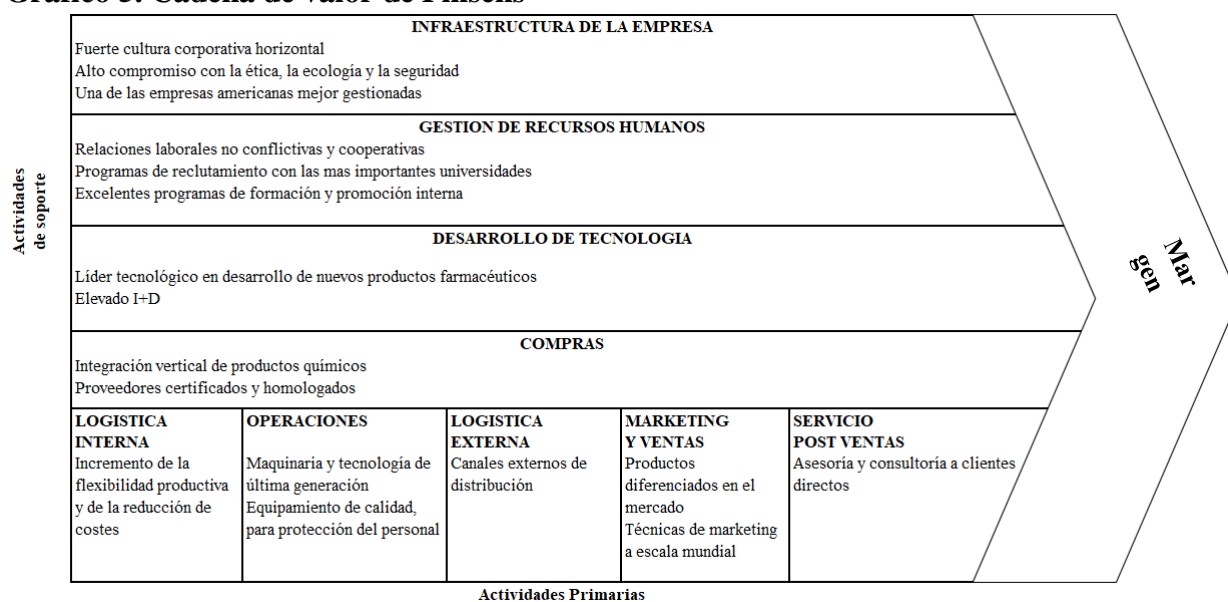 INFRAESTRUCTURA DE LA EMPRESA
Fuerte cultura corporativa horizontal
Alto compromiso con la ética, la ecología y la seguridad
Una de las empresas americanas mejor gestionadas
GESTION DE RECURSOS HUMANOS
Relaciones laborales no conflictivas y cooperativas
Programas de reclutamiento con las mas importantes universidades
Excelentes programas de formación y promoción interna
Actividades
de soporte
DESARROLLO DE TECNOLOGIA
Líder tecnológico en desarrollo de nuevos productos farmacéuticos
Elevado I+D
Mar
gen
COMPRAS
Integración vertical de productos químicos
Proveedores certificados y homologados
LOGISTICA
INTERNA
Incremento de la
flexibilidad productiva
y de la reducción de
costes
OPERACIONES
Maquinaria y tecnología de
última generación
Equipamiento de calidad,
para protección del personal
LOGISTICA
EXTERNA
Canales externos de
distribución
MARKETING
Y VENTAS
Productos
diferenciados en el
mercado
Técnicas de marketing
a escala mundial
SERVICIO
POST VENTAS
Asesoría y consultoría a clientes
directos
Actividades Primarias